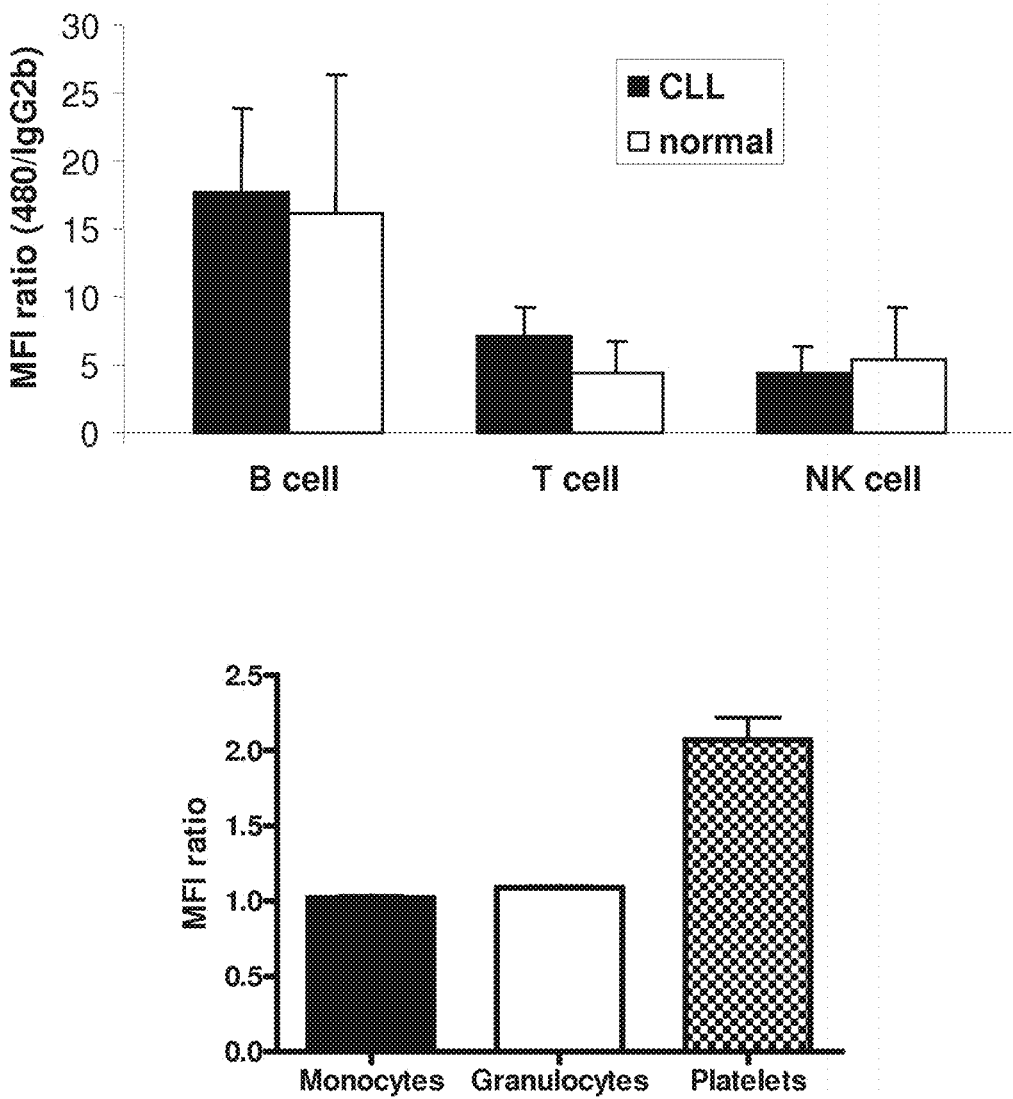 30
25
20
15
10
5
0
MFI ratio (480/IgG2b)
CLL
normal
B cell T cell NK cell
2.5
2.0
1.5
1.0
0.5
0.0
MFI ratio
Monocytes Granulocytes Platelets